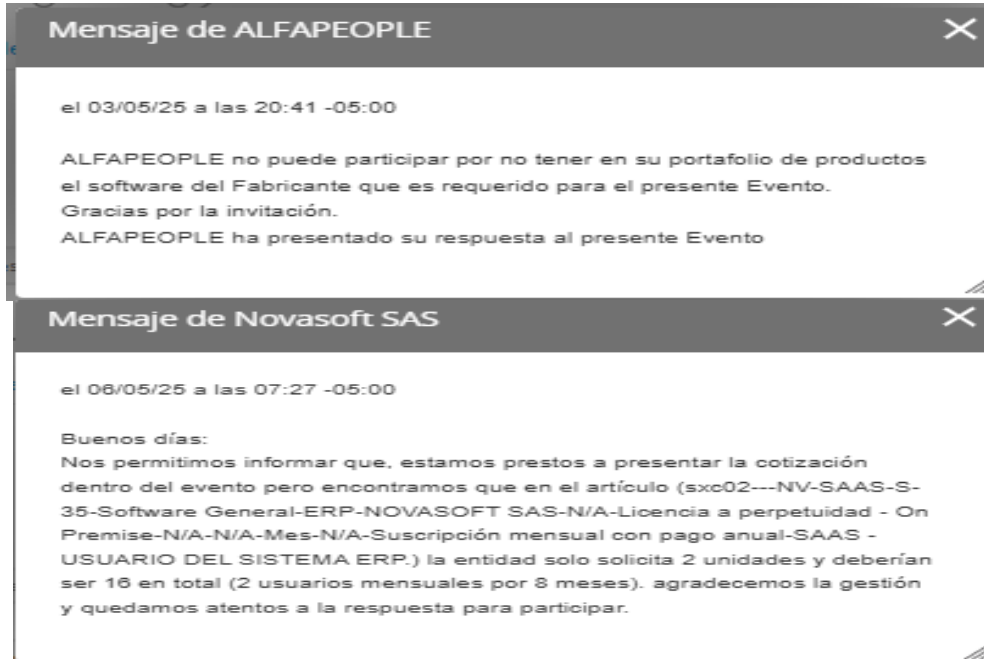 Mensaje de ALFAPEOPLE
el 03/05/25 a las 20:41 -05:00
ALFAPEOPLE no puede participar por no tener en su portafolio de productos
el software del Fabricante que es requerido para el presente Evento.
Gracias por la invitación.
ALFAPEOPLE ha presentado su respuesta al presente Evento
Mensaje de Novasoft SAS
el 06/05/25 a las 07:27 -05:00
Buenos días:
Nos permitimos informar que, estamos prestos a presentar la cotización
dentro del evento pero encontramos que en el artículo (sxc02---NV-SAAS-S-
35-Software General-ERP-NOVASOFT SAS-N/A-Licencia a perpetuidad - On
Premise-N/A-N/A-Mes-N/A-Suscripción mensual con pago anual-SAAS -
USUARIO DEL SISTEMA ERP.) la entidad solo solicita 2 unidades y deberían
ser 16 en total (2 usuarios mensuales por 8 meses). agradecemos la gestión
y quedamos atentos a la respuesta para participar.